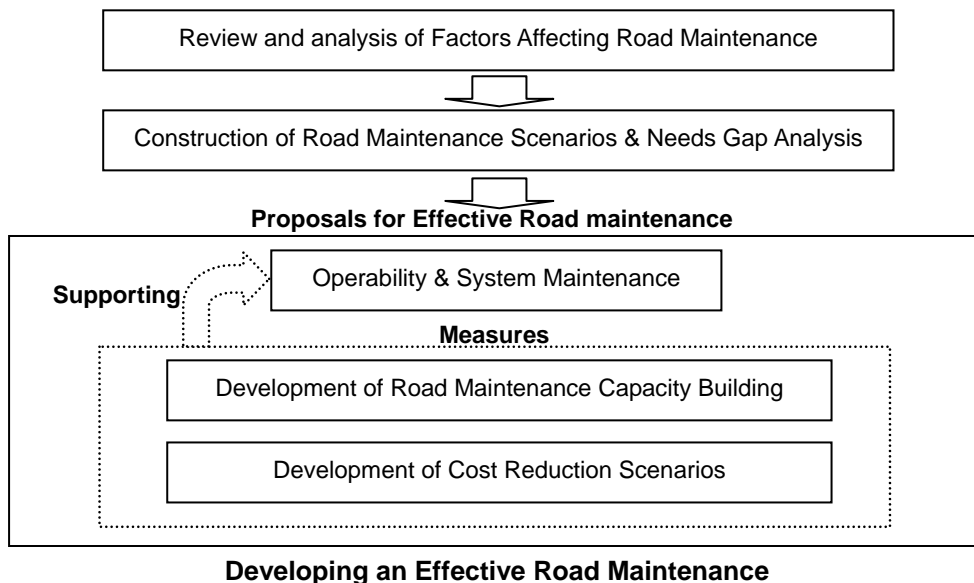 Review and analysis of Factors Affecting Road Maintenance
Construction of Road Maintenance Scenarios & Needs Gap Analysis
Proposals for Effective Road maintenance
Operability & System Maintenance
Supporting
Measures
Development of Road Maintenance Capacity Building
Development of Cost Reduction Scenarios
Developing an Effective Road Maintenance